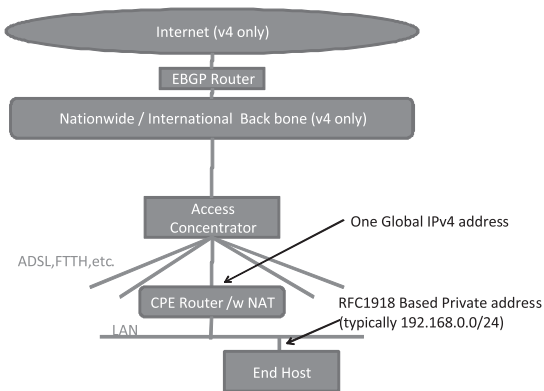 Internet (v4 only)
EBGP Router
Nationwide / International Back bone (v4 only)
Access
Concentrator
One Global IPv4 address
ADSL,FTTH,etc.
CPE Router /w NAT
RFC1918 Based Private address
(typically 192.168.0.0/24)
LAN
End Host